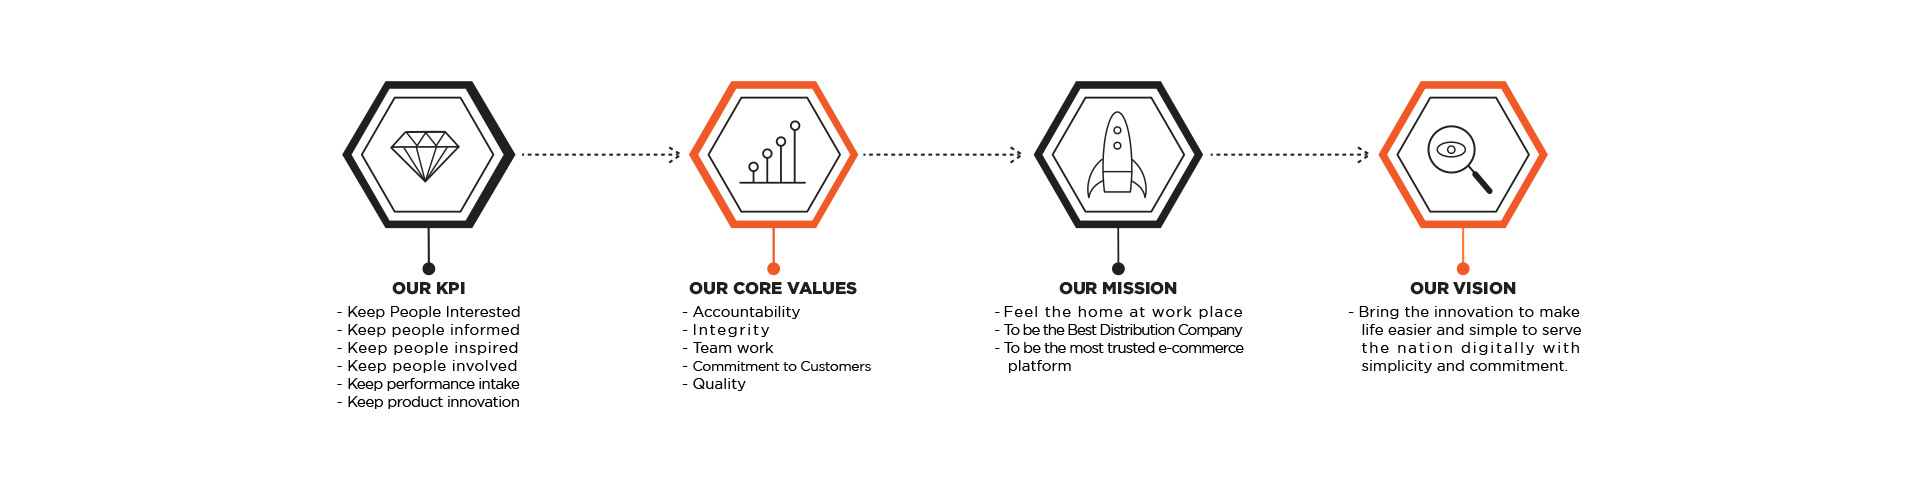 OUR KPI
- Keep People Interested
- Keep people informed
- Keep people inspired
- Keep people involved
- Keep performance intake
- Keep product innovation
OUR CORE VALUES
- Accountability
- Integrity
- Team work
- Commitment to Customers
- Quality
OUR MISSION
- Feel the home at work place
- To be the Best Distribution Company
- To be the most trusted e-commerce
platform
OUR VISION
- Bring the innovation to make
life easier and simple to serve
the nation digitally with
simplicity and commitment.